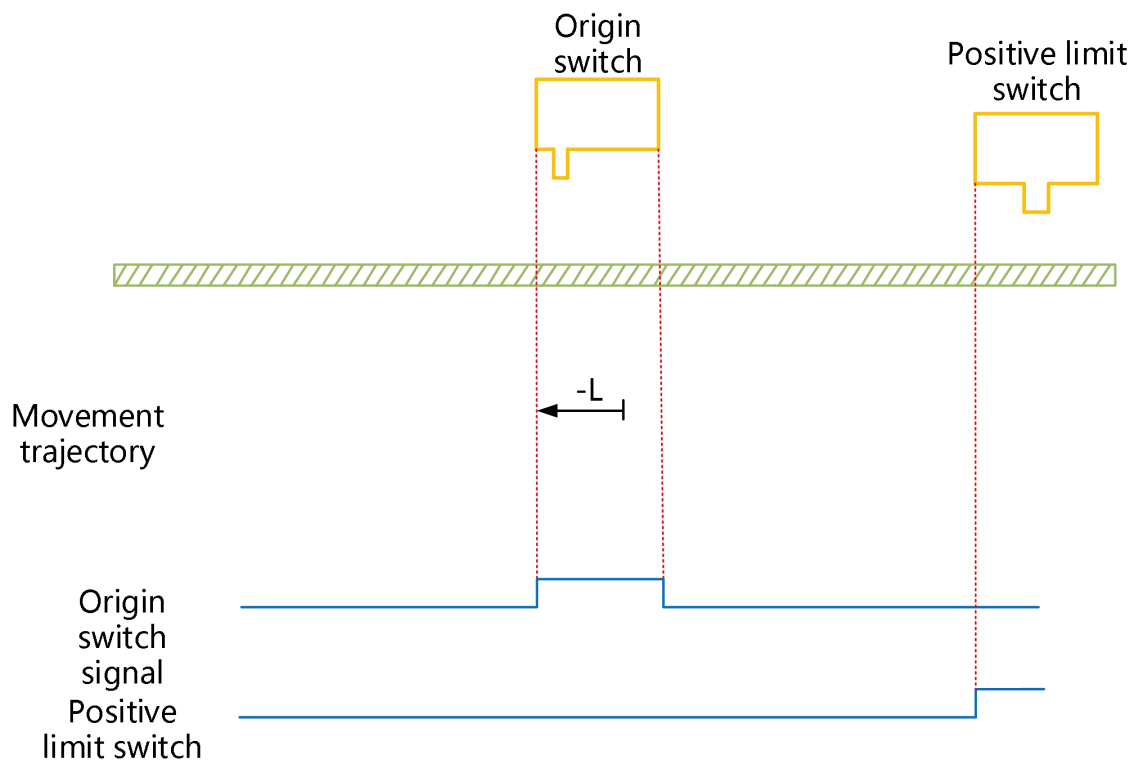 Origin
switch
Positive limit
switch
-L
Movement
trajectory
Origin
switch
signal
Positive
limit switch